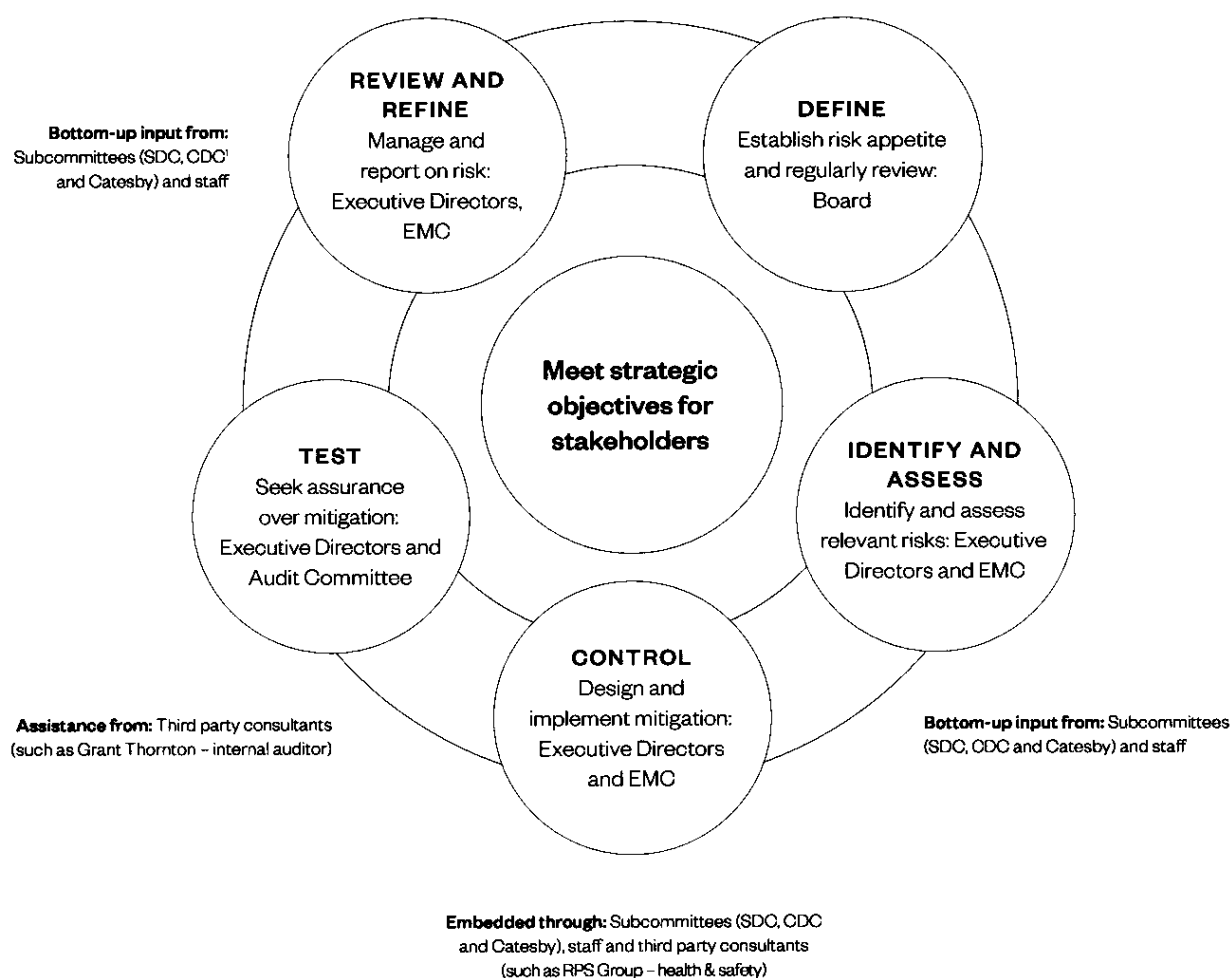 REVIEW AND
REFINE
Manage and
report on risk:
Executive Directors,
EMC
Bottom-up input from:
Subcommittees (SDC, CDC¹
and Catesby) and staff
DEFINE
Establish risk appetite
and regularly review:
Board
Meet strategic
objectives for
stakeholders
IDENTIFY AND
ASSESS
Identify and assess
relevant risks: Executive
Directors and EMC
Bottom-up input from: Subcommittees
(SDC, CDC and Catesby) and staff
TEST
Seek assurance
over mitigation:
Executive Directors and
Audit Committee
Assistance from: Third party consultants
(such as Grant Thornton – internal auditor)
CONTROL
Design and
implement mitigation:
Executive Directors
and EMC
Embedded through: Subcommittees (SDC, CDC
and Catesby), staff and third party consultants
(such as RPS Group – health & safety)